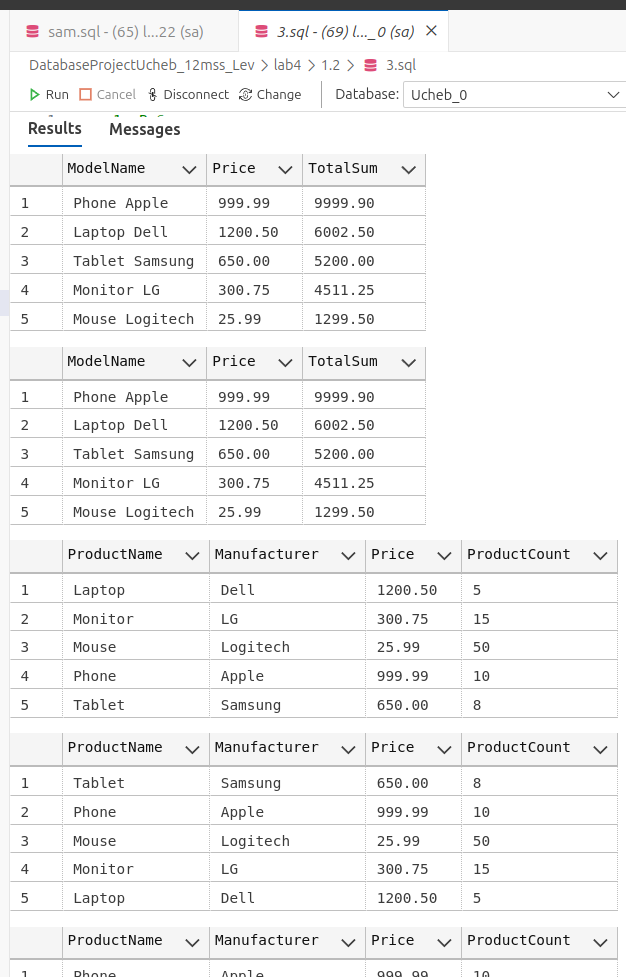 sam.sql - (65) l...22 (sa) 3.sql - (69) l..._0 (sa)
DatabaseProjectUcheb_12mss_Lev > lab4 > 1.2 > 3.sql
Run Cancel Disconnect Change Database: Ucheb_0
Results Messages
ModelName Price TotalSum
1 Phone Apple 999.99 9999.90
2 Laptop Dell 1200.50 6002.50
3 Tablet Samsung 650.00 5200.00
4 Monitor LG 300.75 4511.25
5 Mouse Logitech 25.99 1299.50
ModelName Price TotalSum
1 Phone Apple 999.99 9999.90
2 Laptop Dell 1200.50 6002.50
3 Tablet Samsung 650.00 5200.00
4 Monitor LG 300.75 4511.25
5 Mouse Logitech 25.99 1299.50
ProductName Manufacturer Price ProductCount
1 Laptop Dell 1200.50 5
2 Monitor LG 300.75 15
3 Mouse Logitech 25.99 50
4 Phone Apple 999.99 10
5 Tablet Samsung 650.00 8
ProductName Manufacturer Price ProductCount
1 Tablet Samsung 650.00 8
2 Phone Apple 999.99 10
3 Mouse Logitech 25.99 50
4 Monitor LG 300.75 15
5 Laptop Dell 1200.50 5
ProductName Manufacturer Price ProductCount
1 Phone Apple 999.99 10